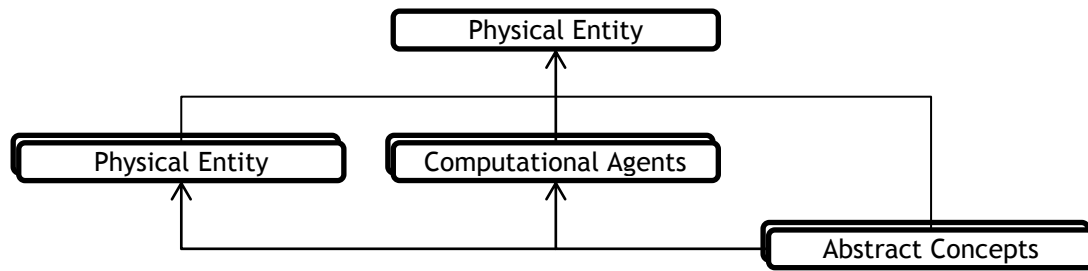 Physical Entity
Physical Entity
Computational Agents
Abstract Concepts